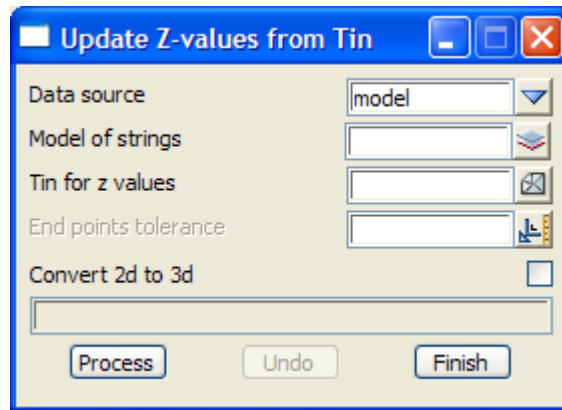 Update Z-values from Tin
Data source model
Model of strings
Tin for z values
End points tolerance
Convert 2d to 3d
Process Undo Finish